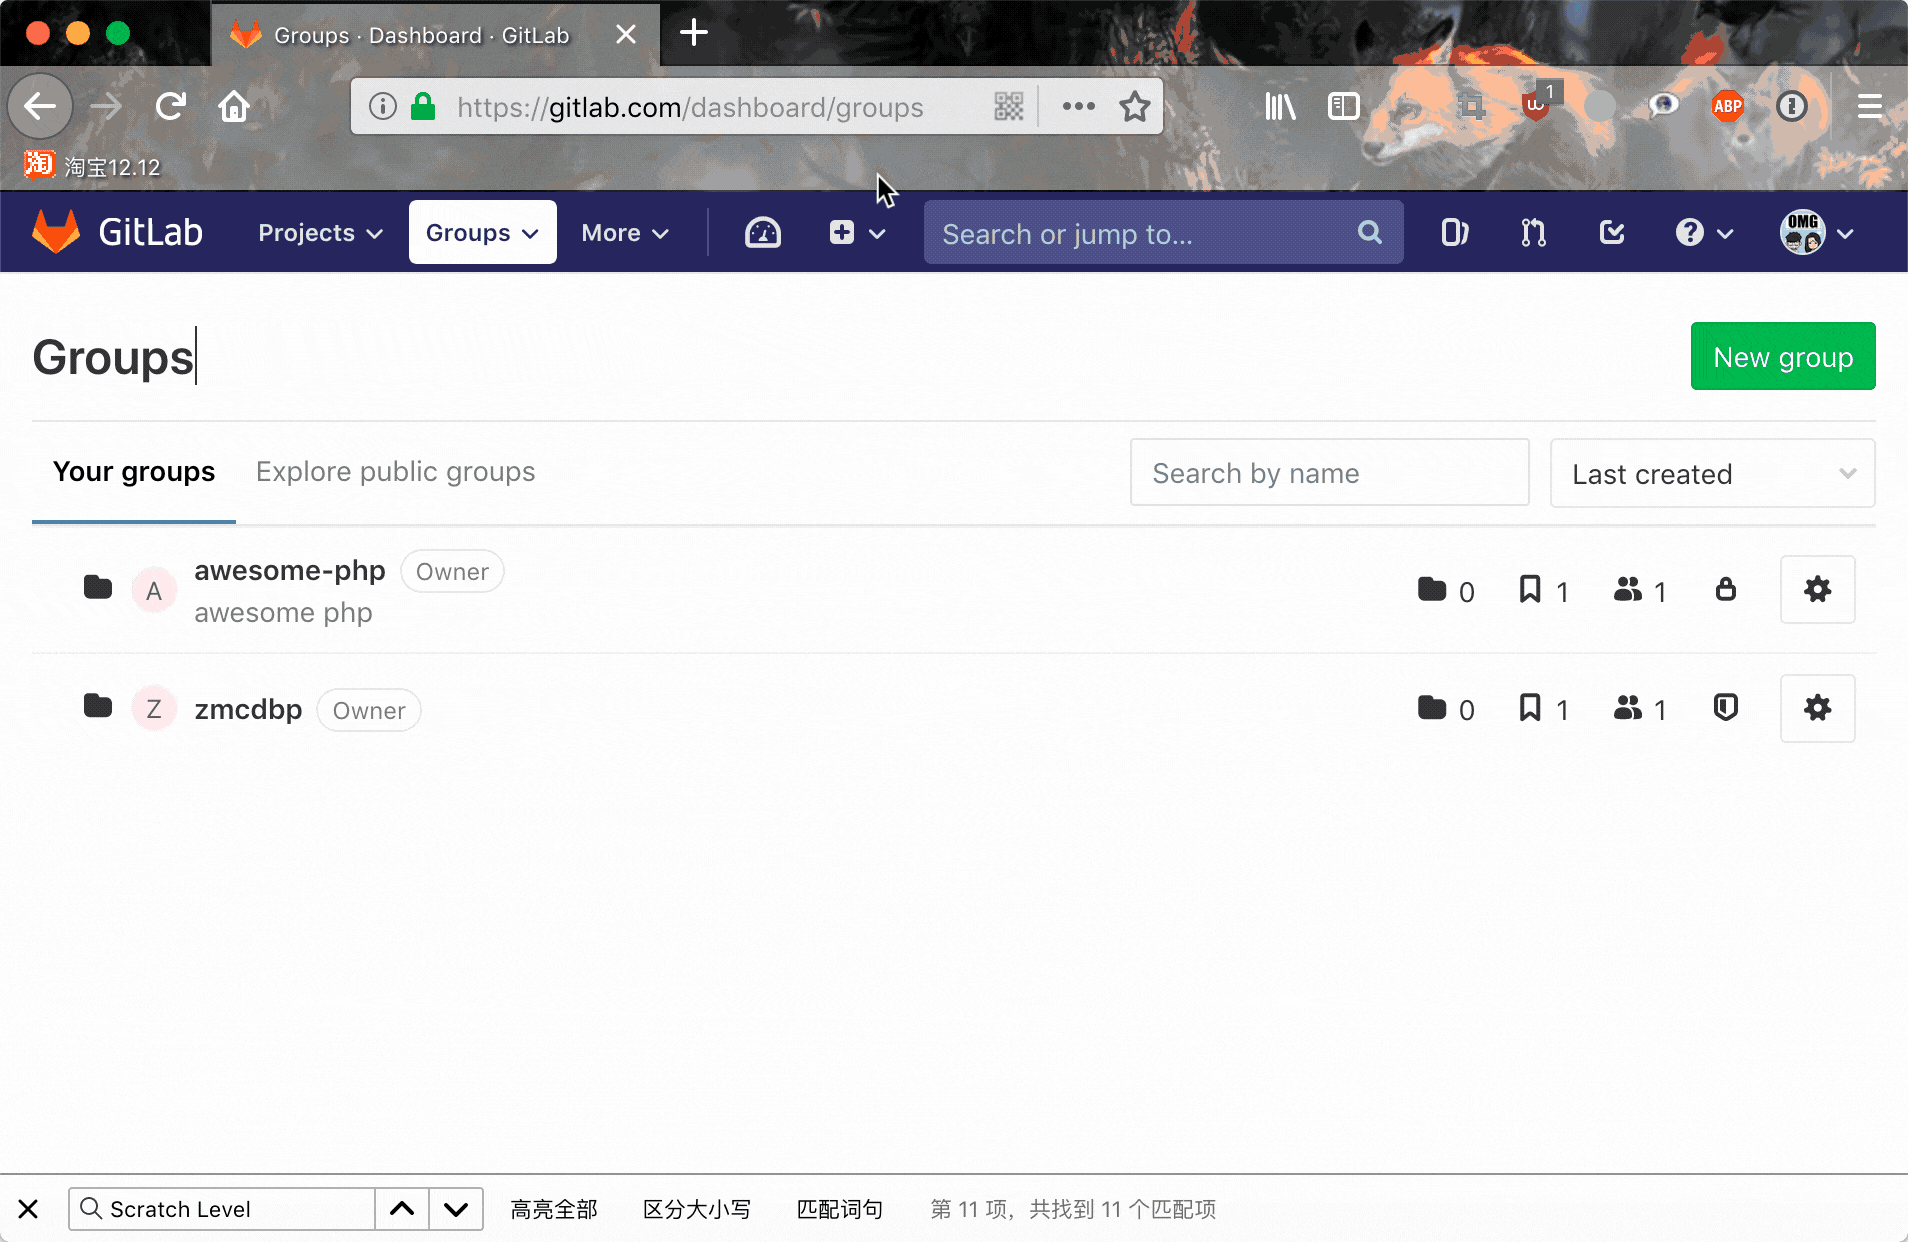 Groups · Dashboard · GitLab
https://gitlab.com/dashboard/groups
1
ABP
淘 淘宝12.12
GitLab Projects Groups More Search or jump to... OMG
Groups
New group
Your groups Explore public groups Search by name Last created
A awesome-php Owner 0 1 1
awesome php
Z zmcdbp Owner 0 1 1
Scratch Level 高亮全部 区分大小写 匹配词句 第 11 项，共找到 11 个匹配项